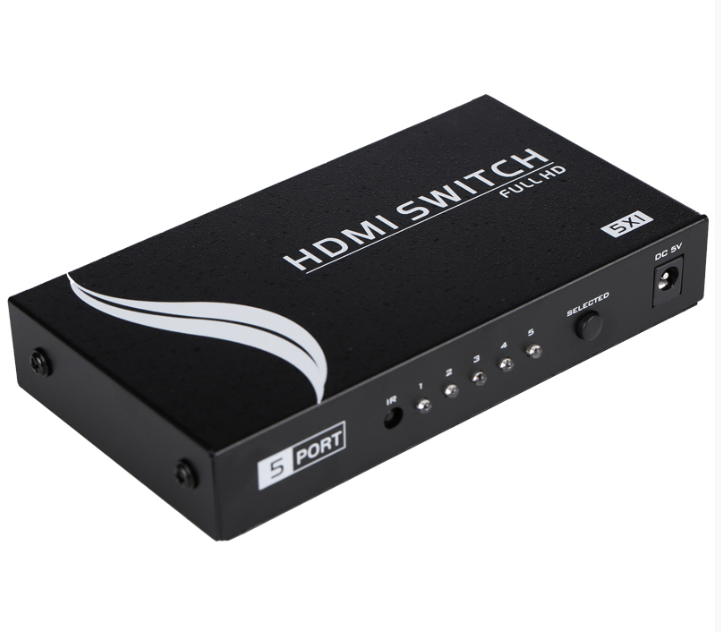 HDMI SWITCH
FULL HD
5X1
DC 5V
SELECTED
IR 1 2 3 4 5
5 PORT